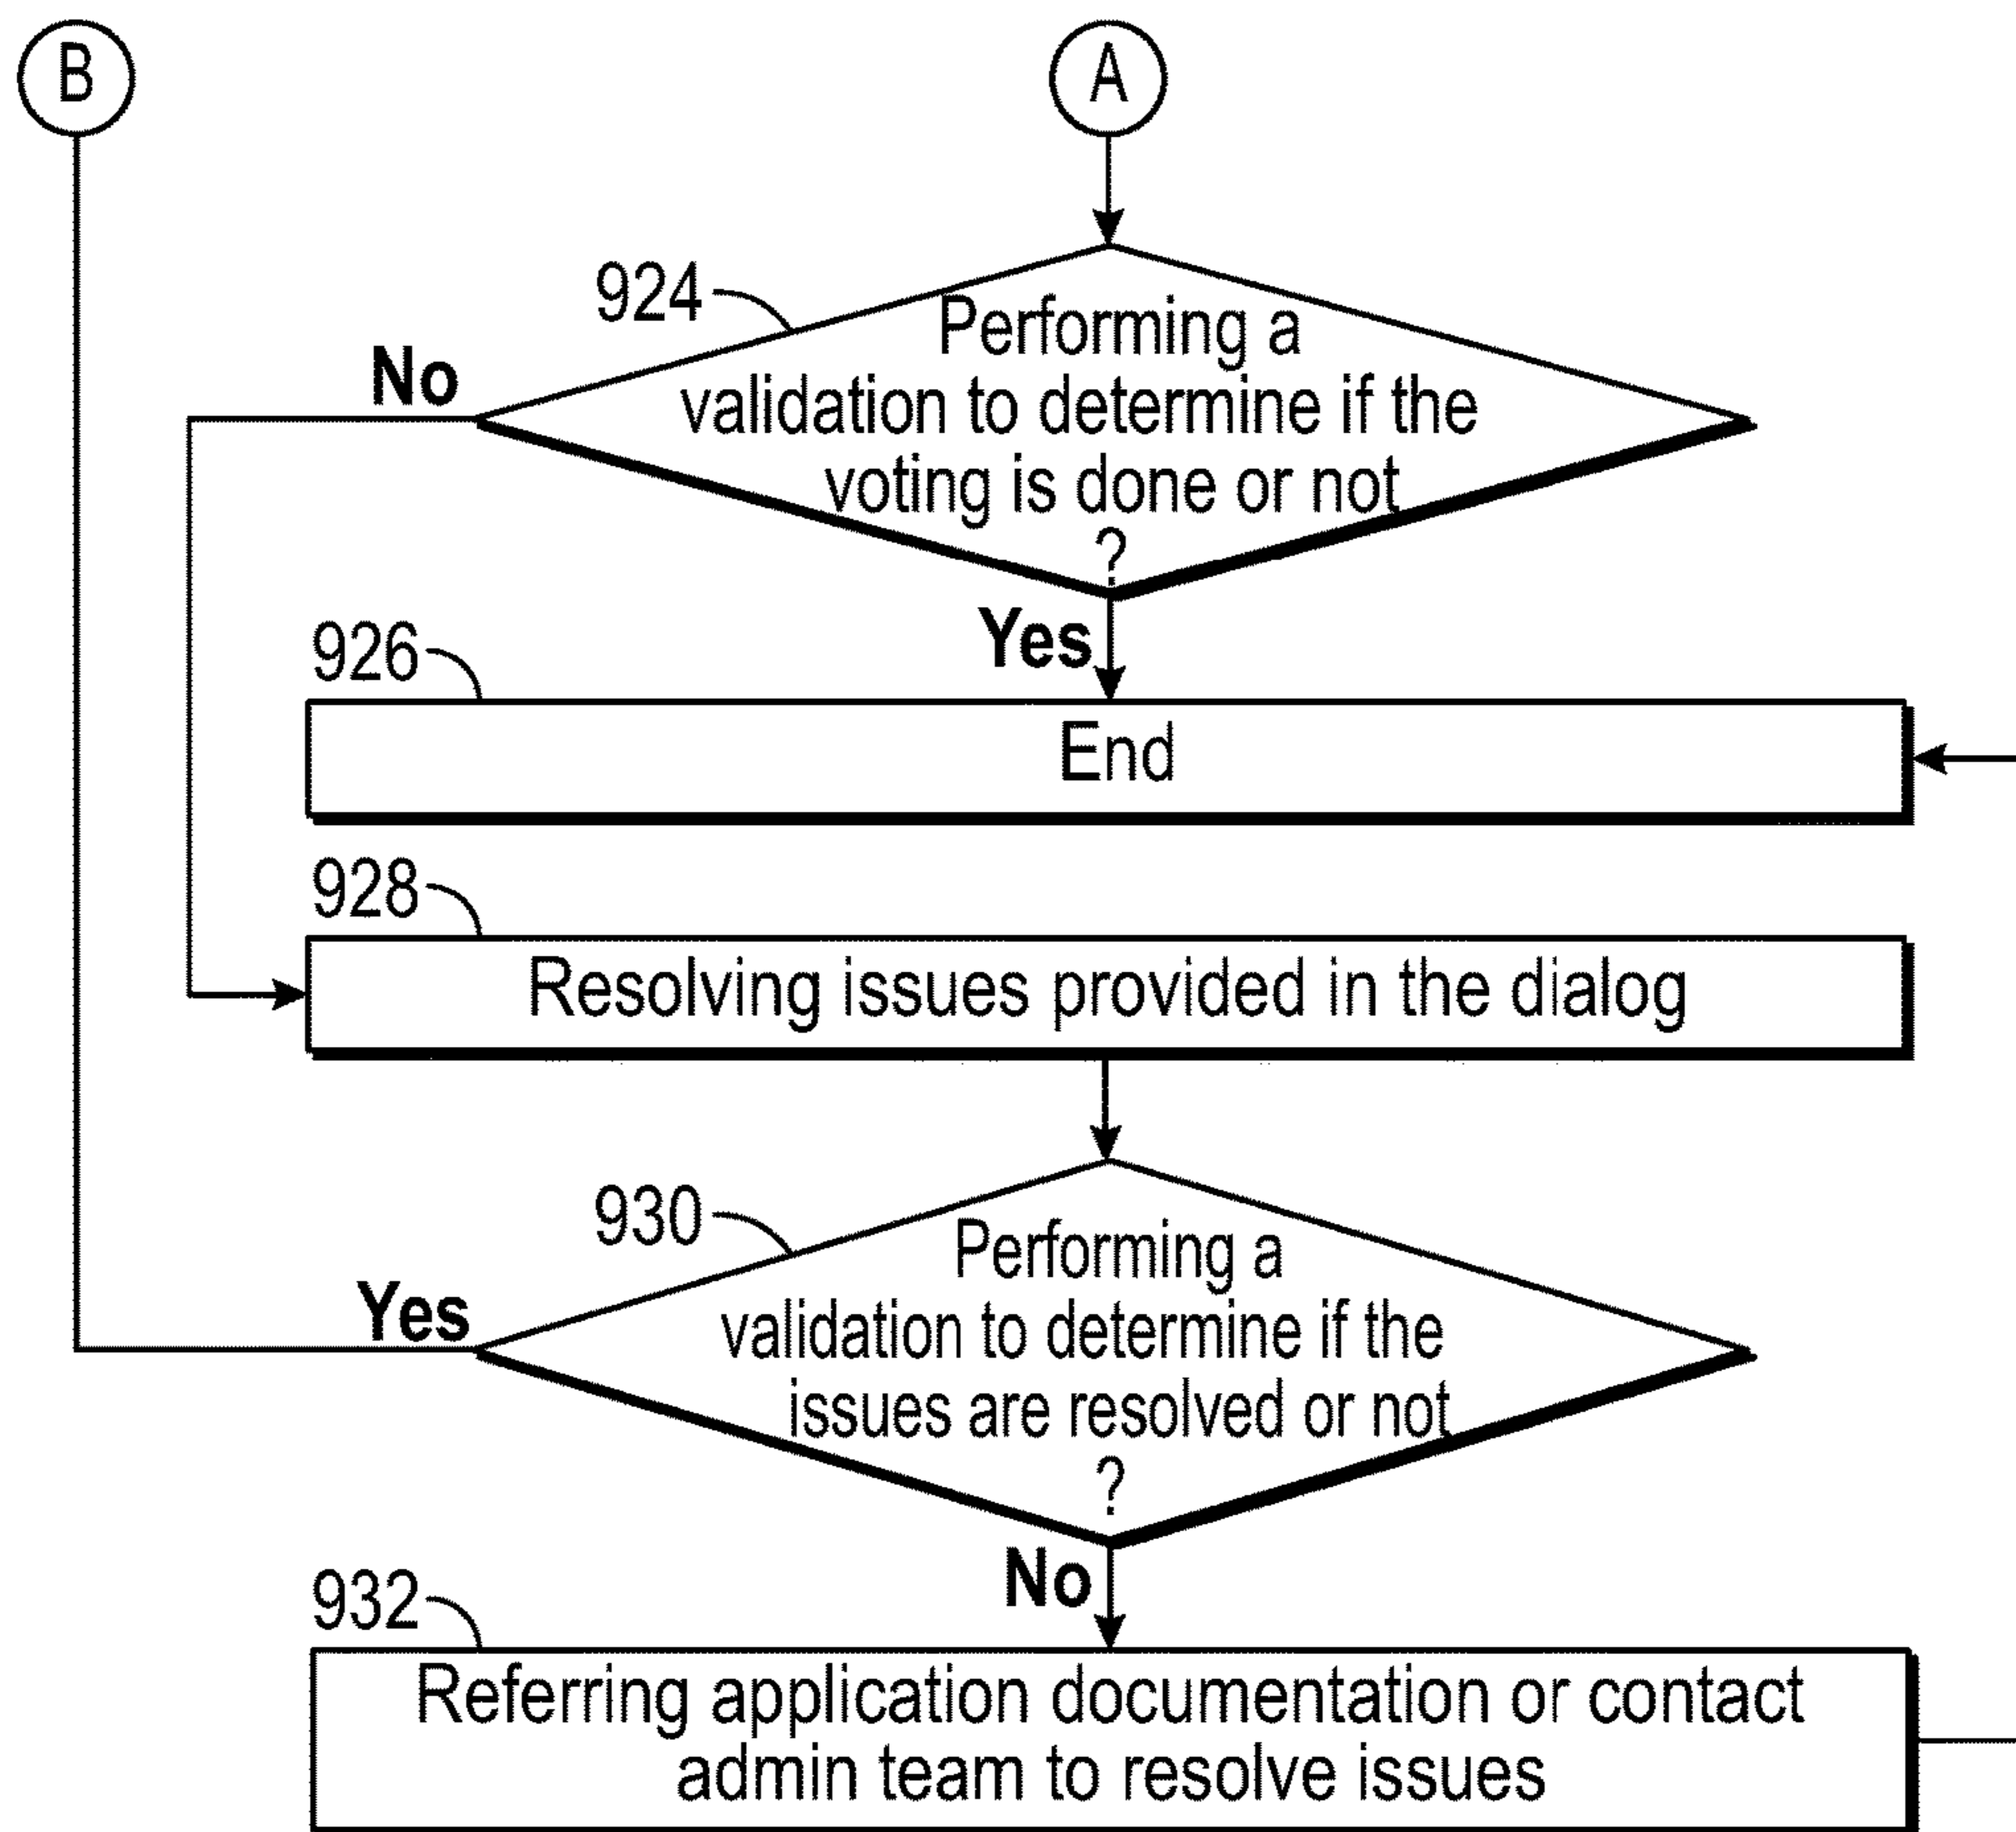 B
A
924
Performing a
No
validation to determine if the
voting is done or not
?
Yes
926
End
928
Resolving issues provided in the dialog
930
Performing a
Yes
validation to determine if the
issues are resolved or not
?
No
932
Referring application documentation or contact
admin team to resolve issues